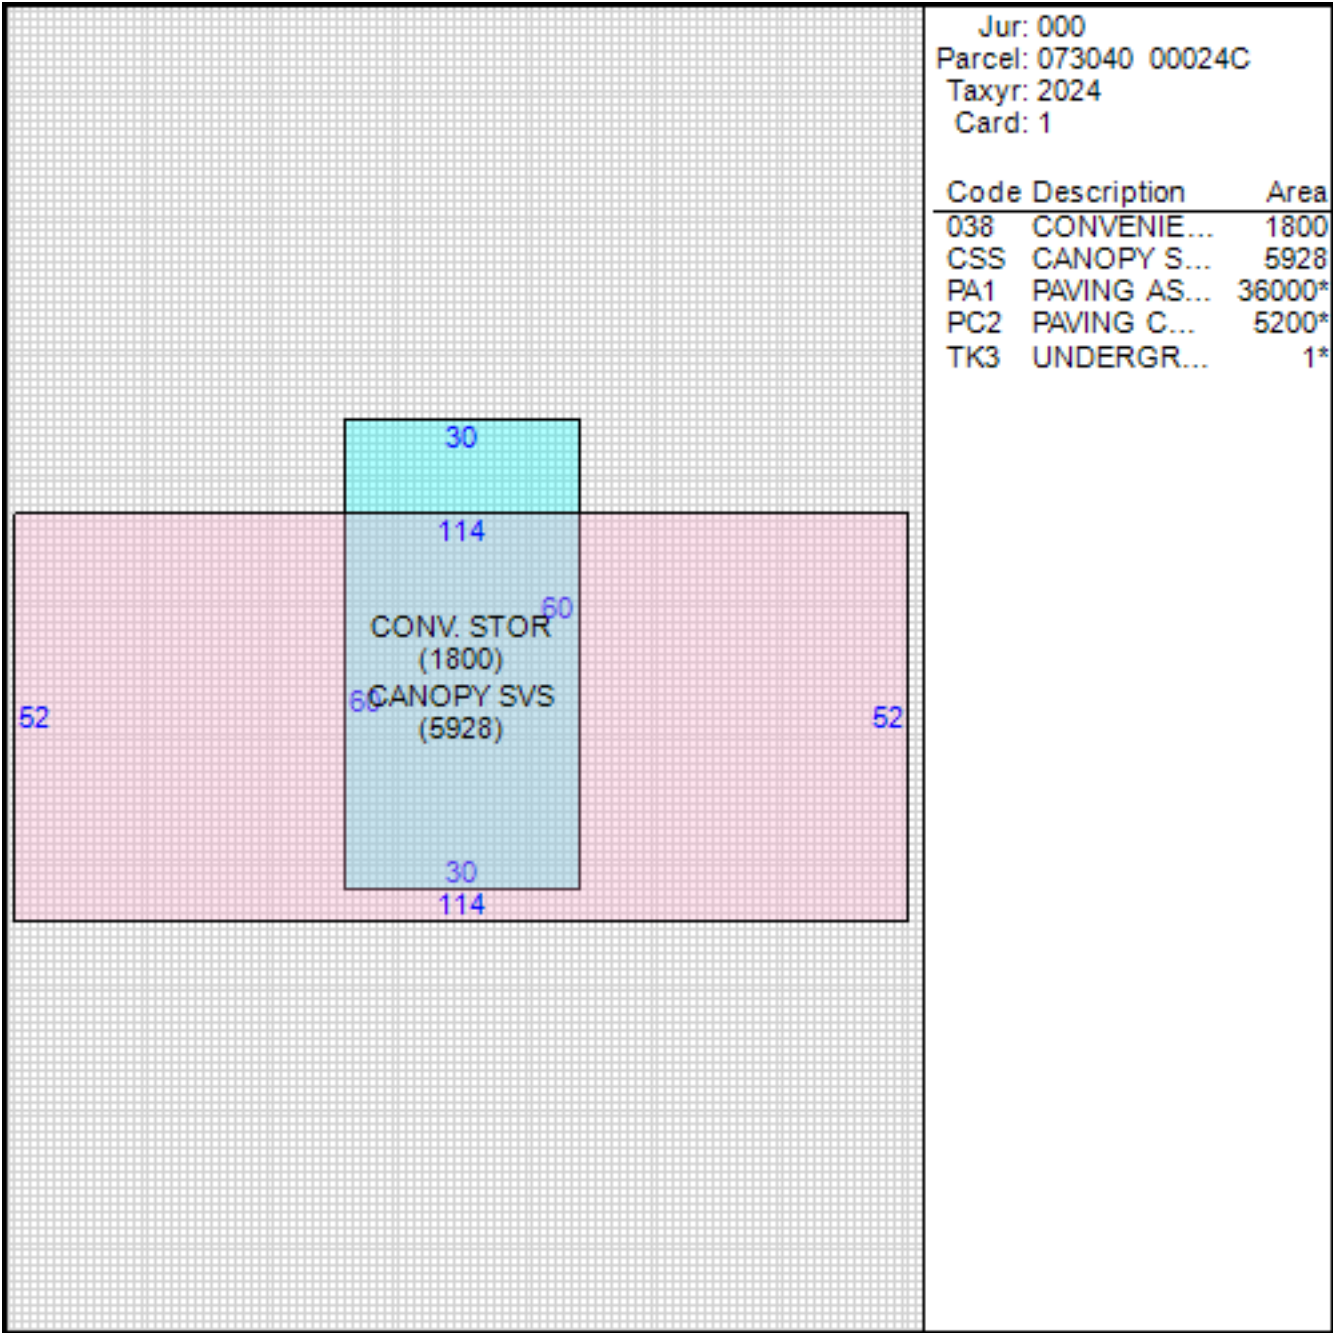 Jur: 000
Parcel: 073040 00024C
Taxyr: 2024
Card: 1
Code Description Area
038 CONVENIE... 1800
CSS CANOPY S... 5928
PA1 PAVING AS... 36000*
PC2 PAVING C... 5200*
TK3 UNDERGR... 1*
30
114
60
CONV. STOR
(1800)
60
CANOPY SVS
(5928)
52
52
30
114